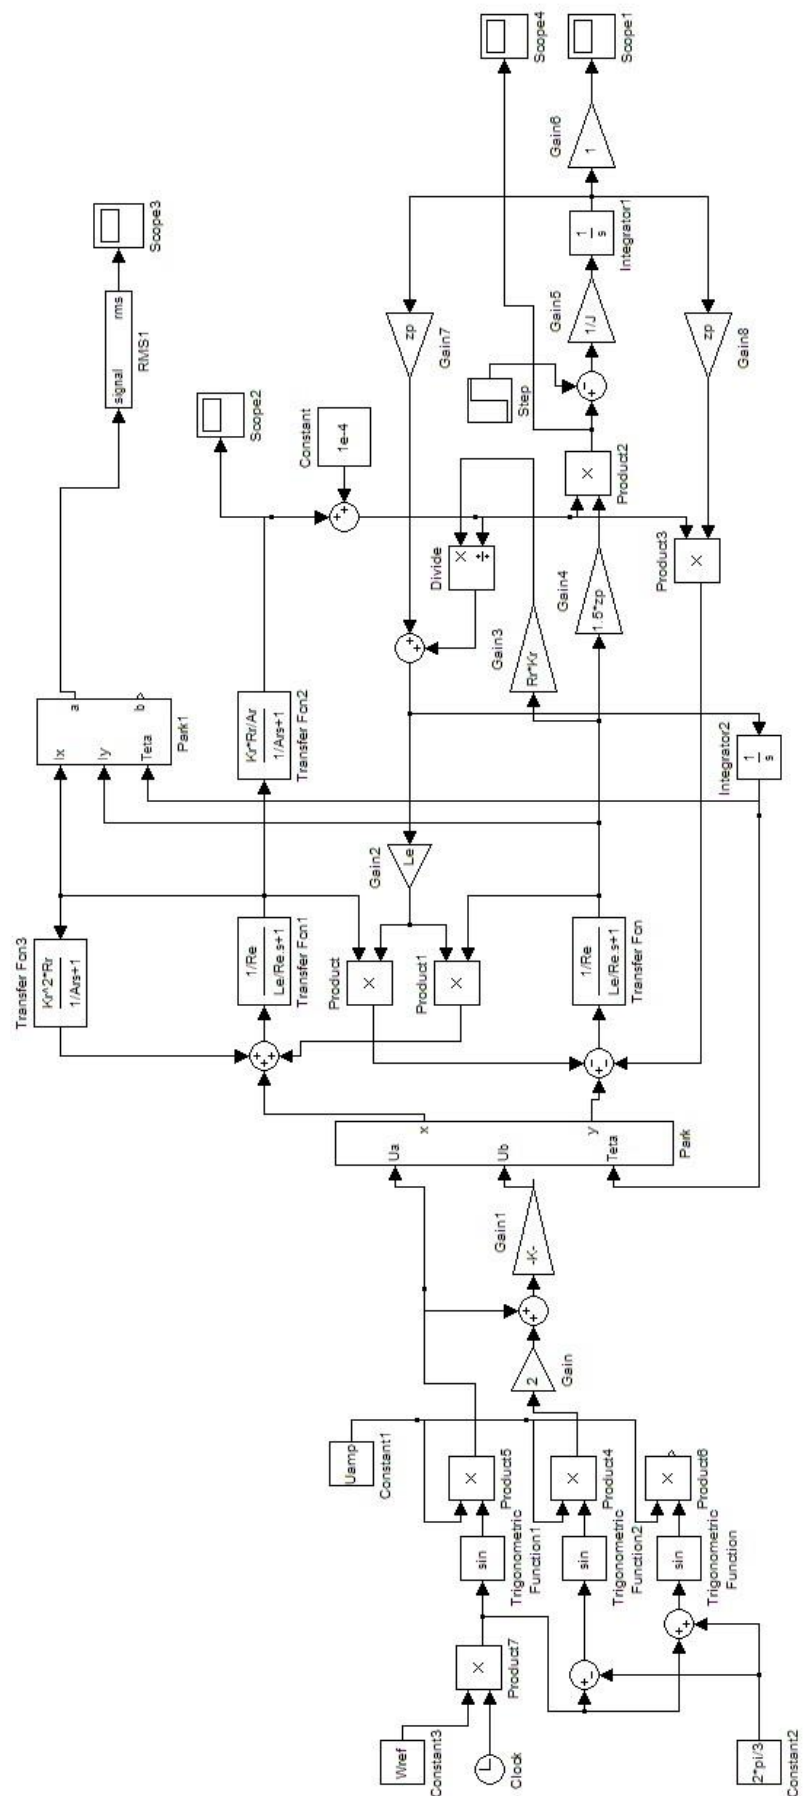 Wref
Constant3
Clock
2*pi/3
Constant2
×
Product7
+-
++
sin
Trigonometric
Function1
sin
Trigonometric
Function2
sin
Trigonometric
Function
Uamp
Constant1
×
Product5
×
Product4
×
Product6
2
Gain
++
-K-
Gain1
Ua
Ub
Teta
x
y
Park
Kr^2*Rr
1/Ars+1
Transfer Fcn3
1/Re
Le/Re.s+1
Transfer Fcn1
×
Product
×
Product1
1/Re
Le/Re.s+1
Transfer Fcn
Le
Gain2
Ix
Iy
Teta
a
b
Park1
Kr*Rr/Ar
1/Ars+1
Transfer Fcn2
1
s
Integrator2
Rr*Kr
Gain3
1.5*zp
Gain4
×
÷
Divide
1e-4
Constant
Scope2
signal
rms
RMS1
Scope3
×
Product2
×
Product3
Step
zp
Gain7
1/J
Gain5
zp
Gain8
1
s
Integrator1
1
Gain6
Scope4
Scope1